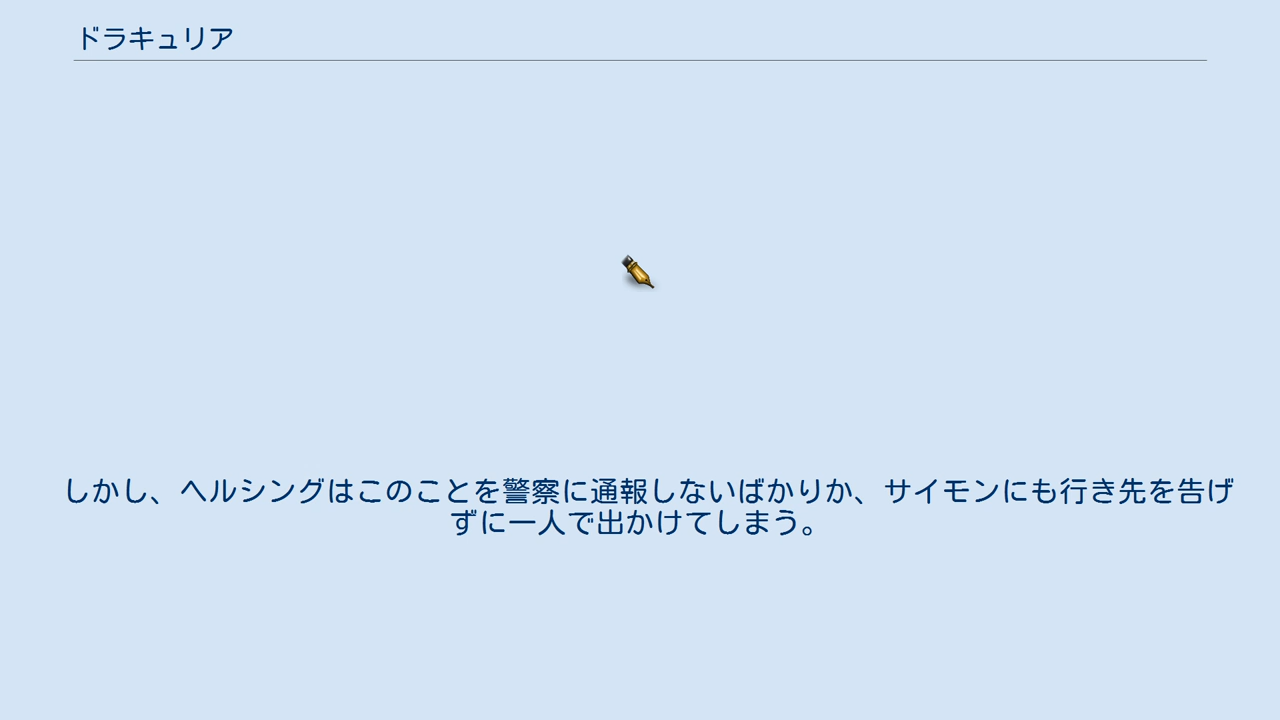 ドラキュリア
しかし、ヘルシングはこのことを警察に通報しないばかりか、サイモンにも行き先を告げ
ずに一人で出かけてしまう。